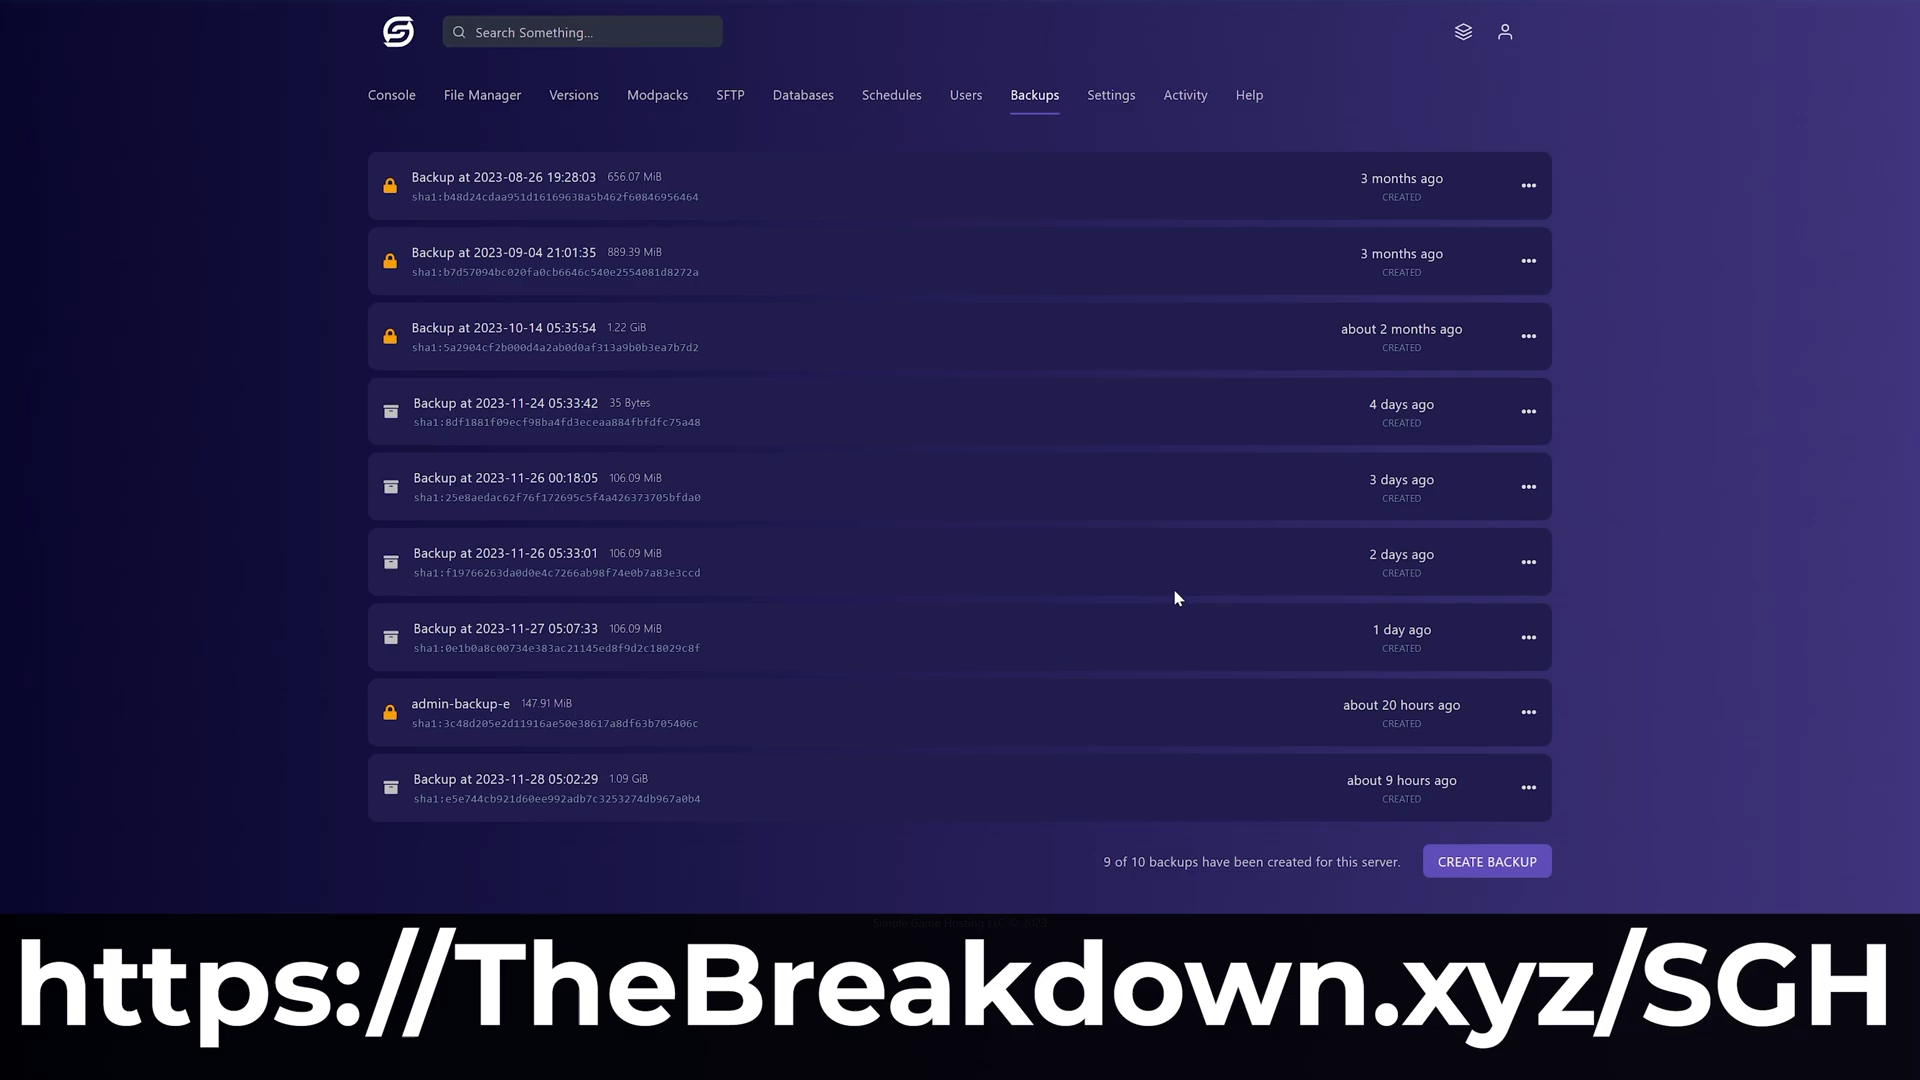 Search Something...
Console File Manager Versions Modpacks SFTP Databases Schedules Users Backups Settings Activity Help
Backup at 2023-08-26 19:28:03 656.07 MiB 3 months ago
sha1:b48d24cdaa951d16169638a5b462f60846956464 CREATED
Backup at 2023-09-04 21:01:35 889.39 MiB 3 months ago
sha1:b7d57094bc020fa0cb6646c540e2554081d8272a CREATED
Backup at 2023-10-14 05:35:54 1.22 GiB about 2 months ago
sha1:5a2904cf2b000d4a2ab0d0af313a9b0b3ea7b7d2 CREATED
Backup at 2023-11-24 05:33:42 35 Bytes 4 days ago
sha1:8df1881f09ecf98ba4fd3eceaa884fbfdfc75a48 CREATED
Backup at 2023-11-26 00:18:05 106.09 MiB 3 days ago
sha1:25e8aedac62f76f172695c5f4a426373705bfda0 CREATED
Backup at 2023-11-26 05:33:01 106.09 MiB 2 days ago
sha1:f19766263da0d0e4c7266ab98f74e0b7a83e3ccd CREATED
Backup at 2023-11-27 05:07:33 106.09 MiB 1 day ago
sha1:0e1b0a8c00734e383ac21145ed8f9d2c18029c8f CREATED
admin-backup-e 147.91 MiB about 20 hours ago
sha1:3c48d205e2d11916ae50e38617a8df63b705406c CREATED
Backup at 2023-11-28 05:02:29 1.09 GiB about 9 hours ago
sha1:e5e744cb921d60ee992adb7c3253274db967a0b4 CREATED
9 of 10 backups have been created for this server. CREATE BACKUP
Simple Game Hosting LLC © 2023
https://TheBreakdown.xyz/SGH